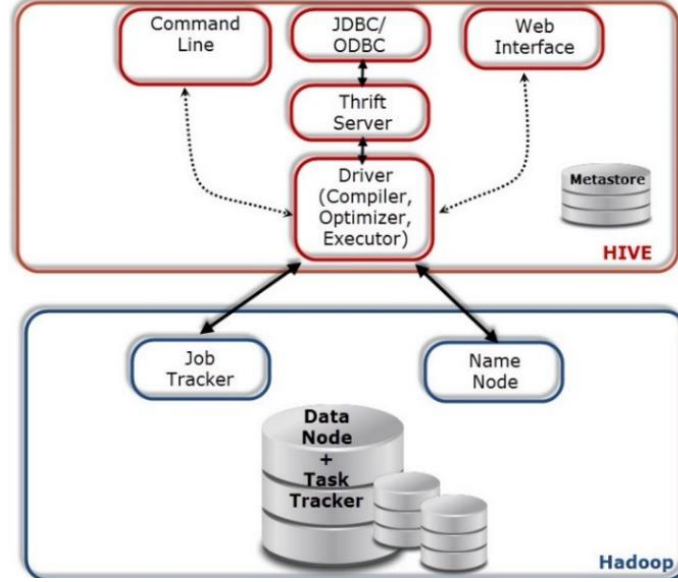 Command
Line
JDBC/
ODBC
Web
Interface
Thrift
Server
Driver
(Compiler,
Optimizer,
Executor)
Metastore
HIVE
Job
Tracker
Name
Node
Data
Node
+
Task
Tracker
Hadoop